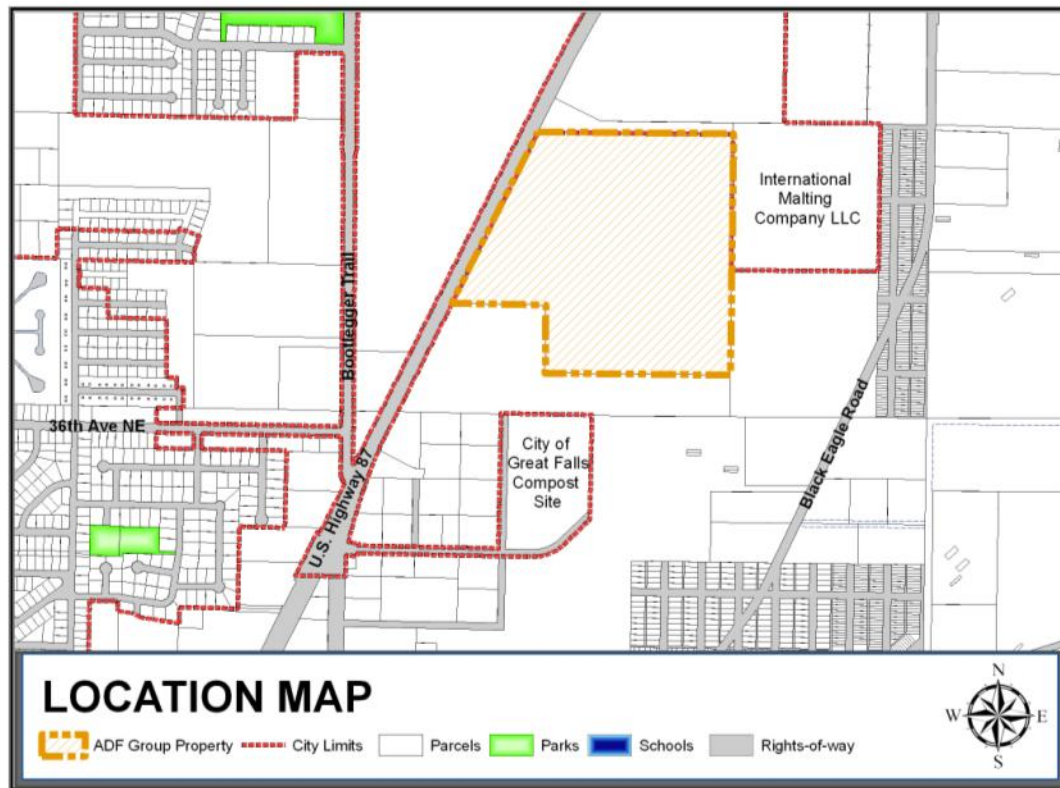 International
Malting
Company LLC
Bootlegger Trail
36th Ave NE
City of
Great Falls
Compost
Site
U.S. Highway 87
Black Eagle Road
LOCATION MAP
N
W E
S
ADF Group Property
City Limits
Parcels
Parks
Schools
Rights-of-way